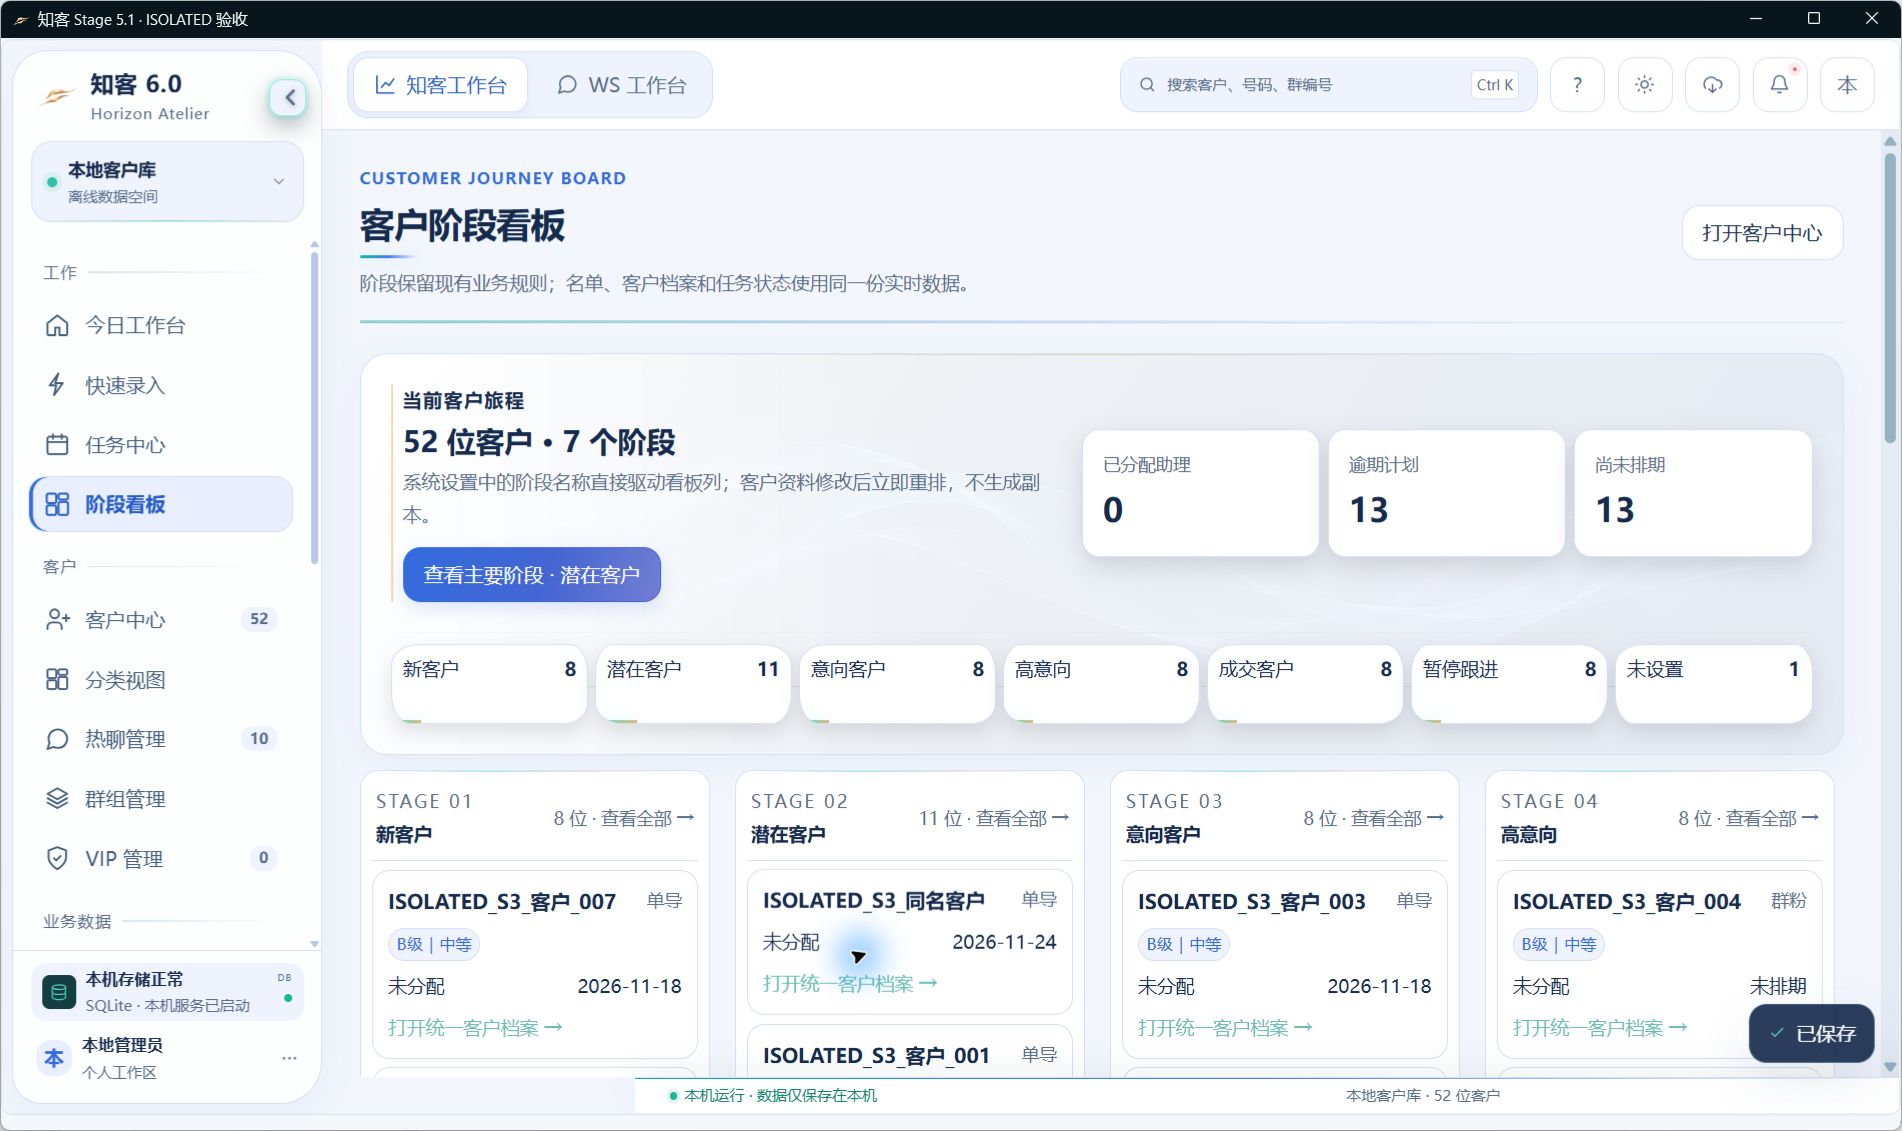 知客 Stage 5.1 · ISOLATED 验收
知客 6.0
Horizon Atelier
本地客户库
离线数据空间
工作
今日工作台
快速录入
任务中心
阶段看板
客户
客户中心 52
分类视图
热聊管理 10
群组管理
VIP 管理 0
业务数据
本机存储正常 DB
SQLite · 本机服务已启动
本 本地管理员
个人工作区
知客工作台 WS 工作台
搜索客户、号码、群编号 Ctrl K ? 本
CUSTOMER JOURNEY BOARD
客户阶段看板
打开客户中心
阶段保留现有业务规则；名单、客户档案和任务状态使用同一份实时数据。
当前客户旅程
52 位客户 • 7 个阶段
系统设置中的阶段名称直接驱动看板列；客户资料修改后立即重排，不生成副
本。
查看主要阶段 · 潜在客户
已分配助理
0
逾期计划
13
尚未排期
13
新客户 8
潜在客户 11
意向客户 8
高意向 8
成交客户 8
暂停跟进 8
未设置 1
STAGE 01
新客户
8 位 · 查看全部 →
ISOLATED_S3_客户_007 单导
B级 | 中等
未分配 2026-11-18
打开统一客户档案 →
STAGE 02
潜在客户
11 位 · 查看全部 →
ISOLATED_S3_同名客户 单导
未分配 2026-11-24
打开统一客户档案 →
ISOLATED_S3_客户_001 单导
STAGE 03
意向客户
8 位 · 查看全部 →
ISOLATED_S3_客户_003 单导
B级 | 中等
未分配 2026-11-18
打开统一客户档案 →
STAGE 04
高意向
8 位 · 查看全部 →
ISOLATED_S3_客户_004 群粉
B级 | 中等
未分配 未排期
打开统一客户档案 →
已保存
本机运行 · 数据仅保存在本机
本地客户库 · 52 位客户